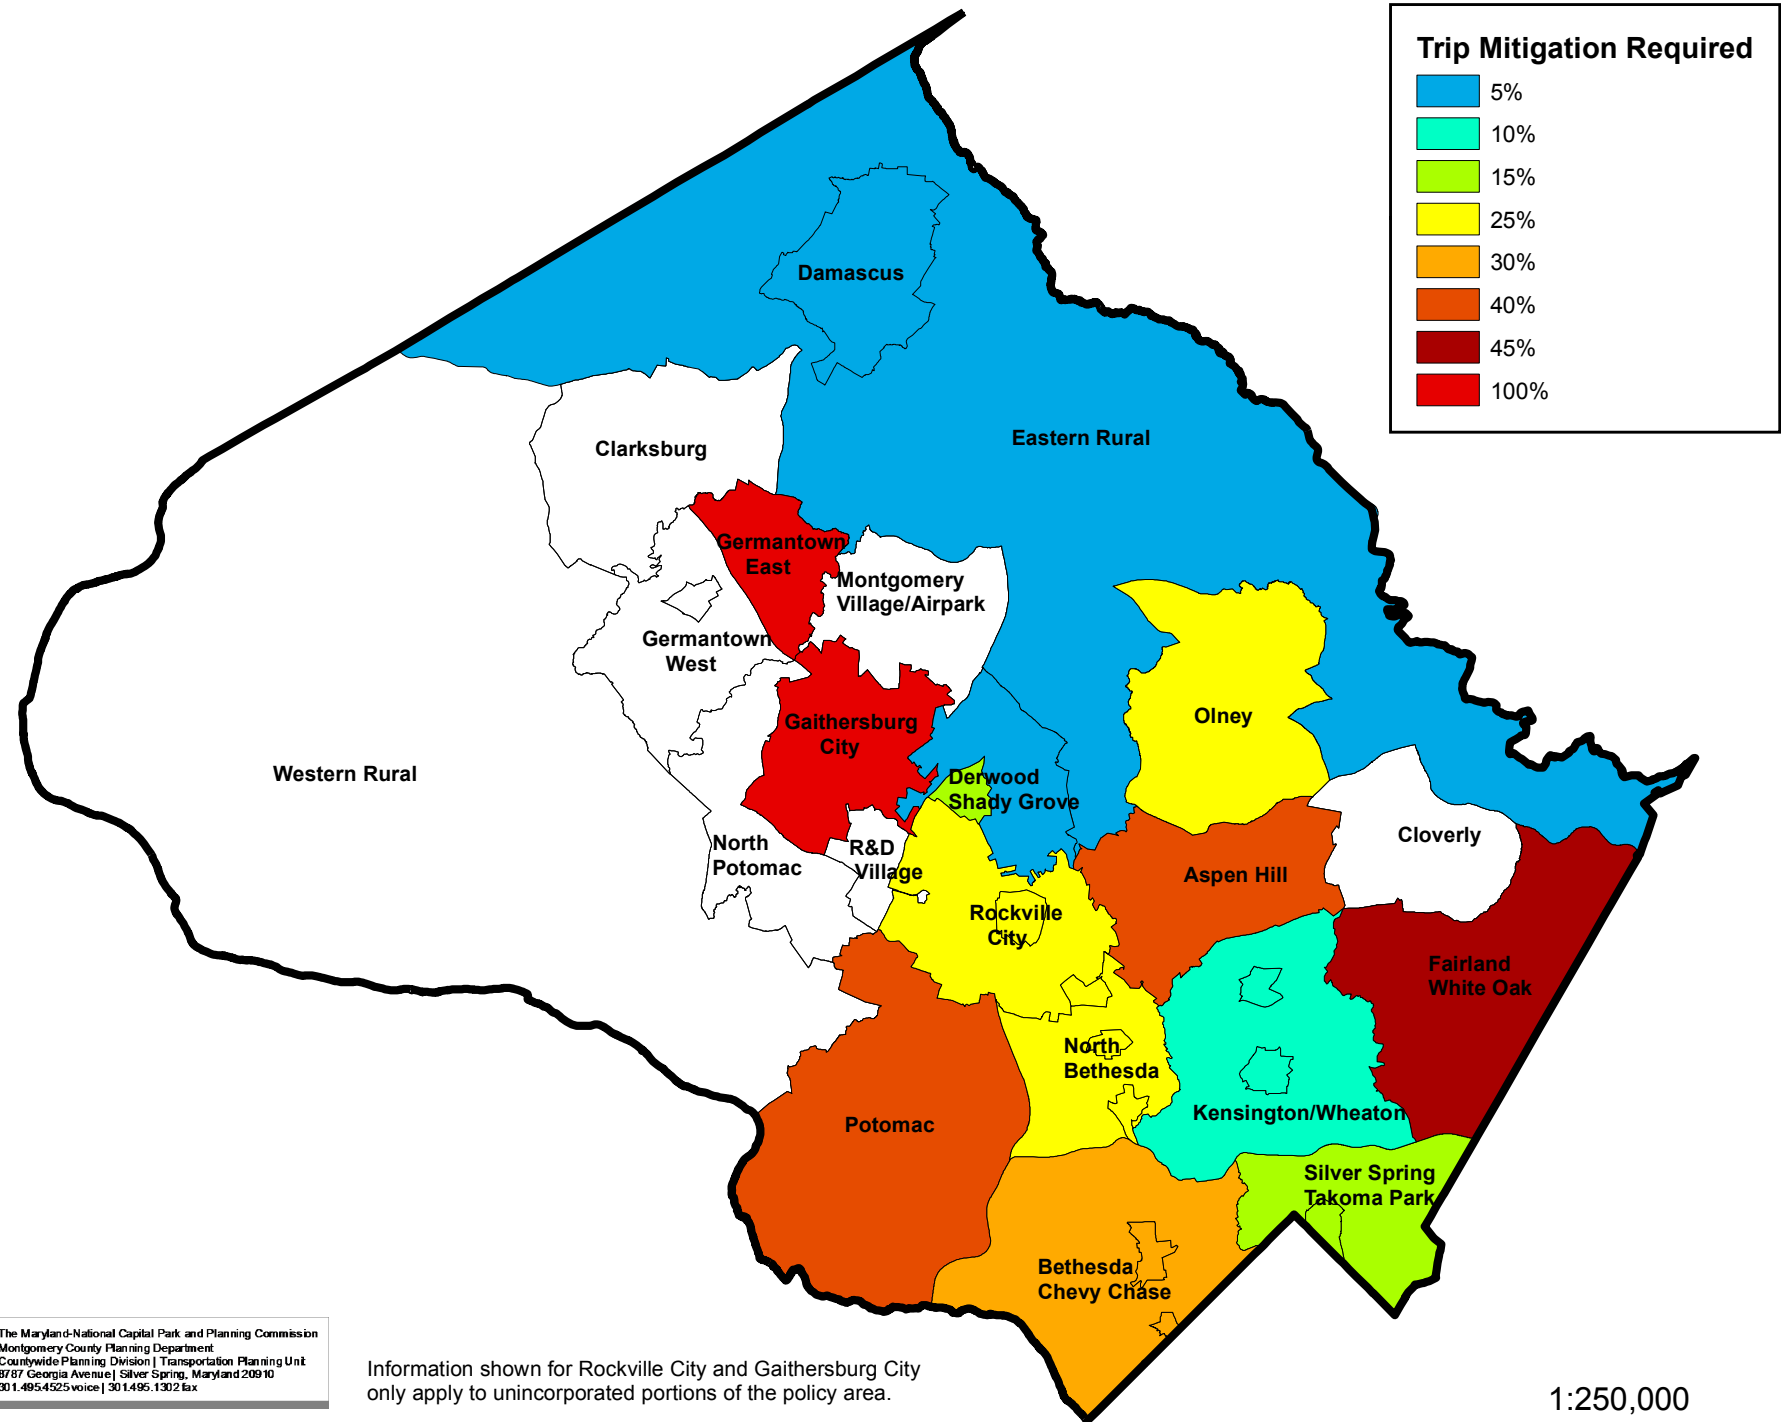 Trip Mitigation Required
5%
10%
15%
25%
30%
40%
45%
100%
Damascus
Eastern Rural
Clarksburg
Germantown
East
Montgomery
Village/Airpark
Germantown
West
Olney
Gaithersburg
City
Western Rural
Derwood
Shady Grove
Cloverly
North
Potomac
R&D
Village
Aspen Hill
Rockville
City
Fairland
White Oak
North
Bethesda
Kensington/Wheaton
Potomac
Silver Spring
Takoma Park
Bethesda
Chevy Chase
The Maryland-National Capital Park and Planning Commission
Montgomery County Planning Department
Countywide Planning Division | Transportation Planning Unit
8787 Georgia Avenue | Silver Spring, Maryland 20910
301.495.4525 voice | 301.495.1302 fax
Information shown for Rockville City and Gaithersburg City
only apply to unincorporated portions of the policy area.
1:250,000